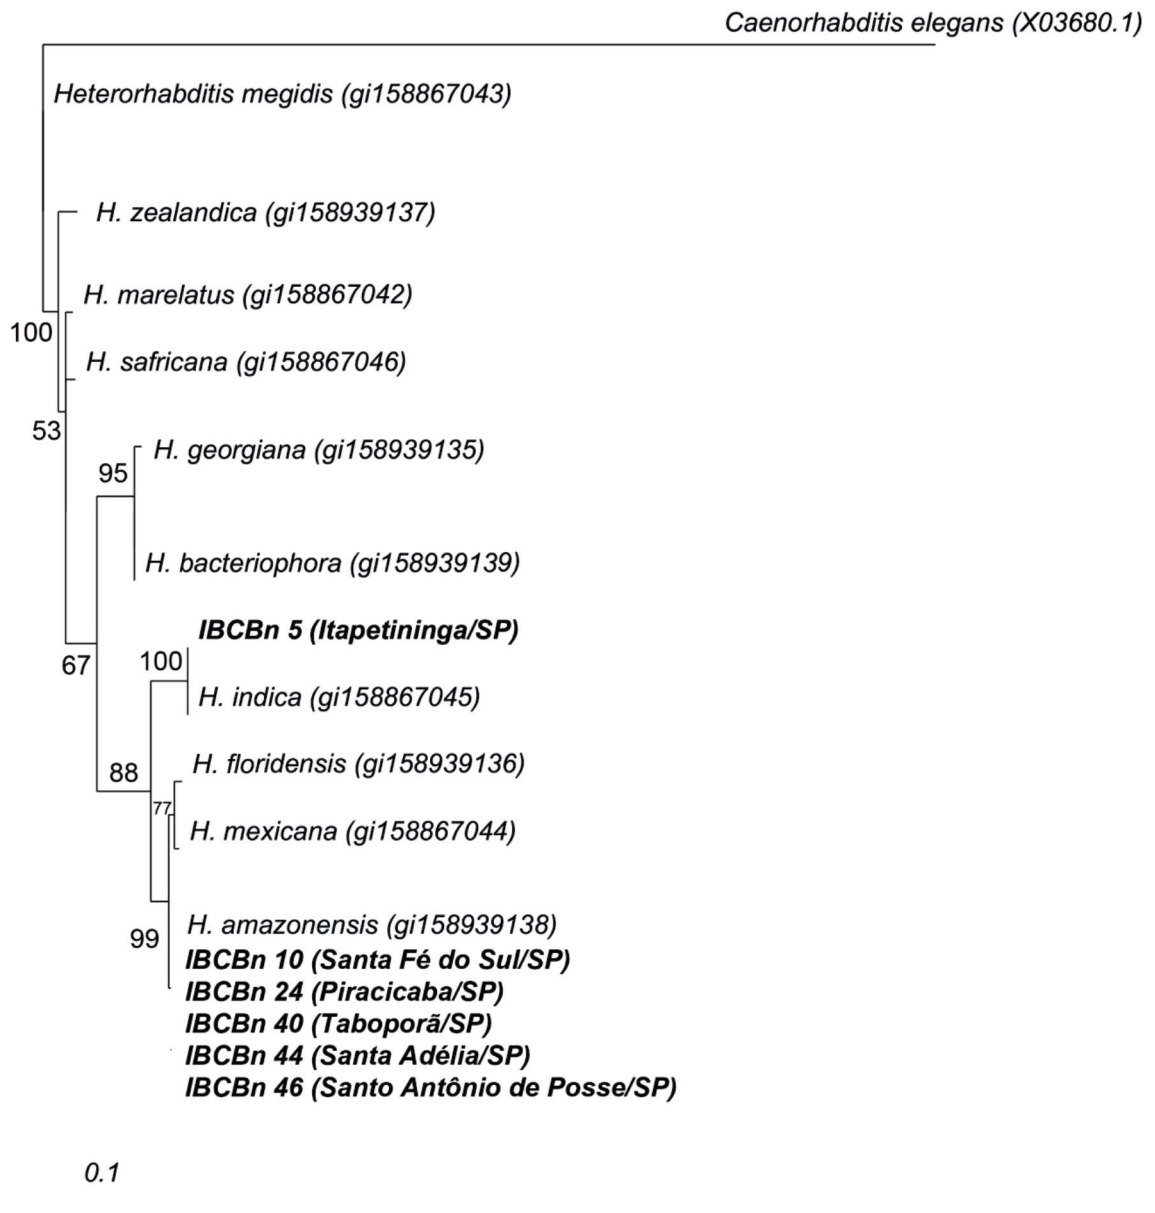 Caenorhabditis elegans (X03680.1)
Heterorhabditis megidis (gi158867043)
H. zealandica (gi158939137)
H. marelatus (gi158867042)
100
H. safricana (gi158867046)
53
H. georgiana (gi158939135)
95
H. bacteriophora (gi158939139)
IBCBn 5 (Itapetininga/SP)
100
67
H. indica (gi158867045)
H. floridensis (gi158939136)
88
77
H. mexicana (gi158867044)
H. amazonensis (gi158939138)
99
IBCBn 10 (Santa Fé do Sul/SP)
IBCBn 24 (Piracicaba/SP)
IBCBn 40 (Taboporã/SP)
IBCBn 44 (Santa Adélia/SP)
IBCBn 46 (Santo Antônio de Posse/SP)
0.1